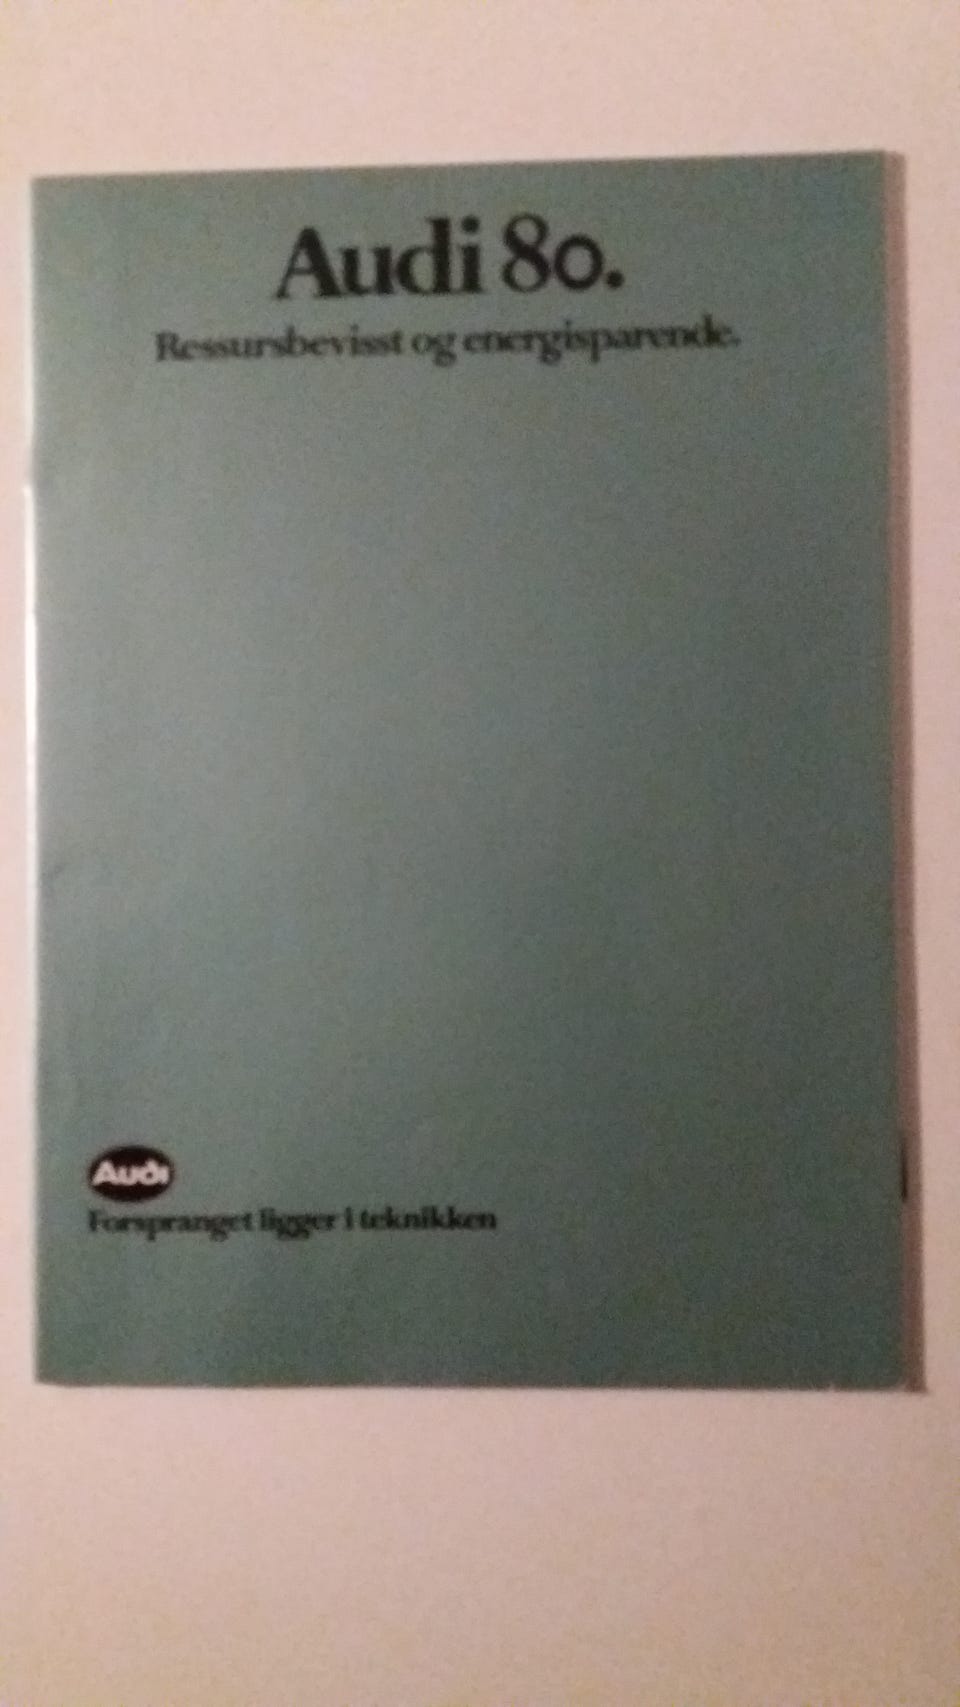 Audi 80.
Ressursbevisst og energisparende.
Audi
Forspranget ligger i teknikken